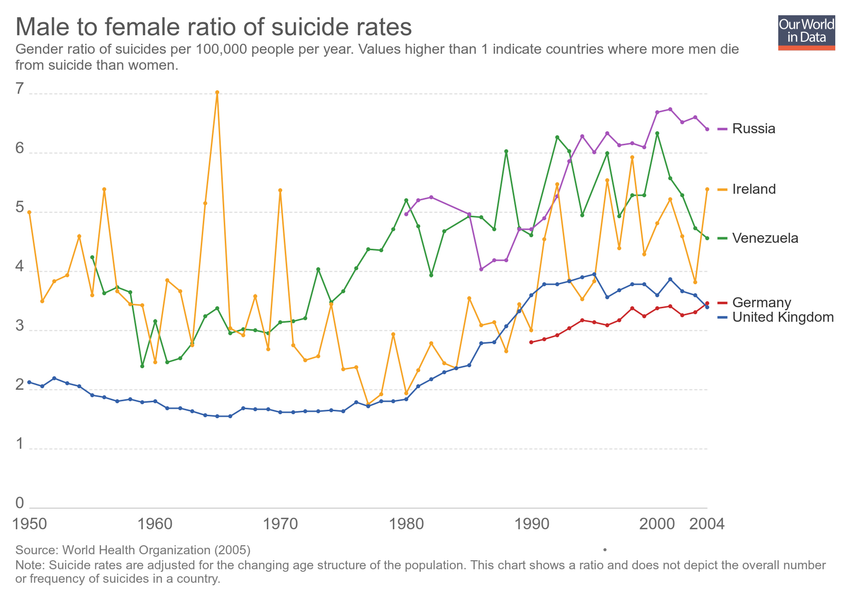 Male to female ratio of suicide rates
Our World
in Data
Gender ratio of suicides per 100,000 people per year. Values higher than 1 indicate countries where more men die
from suicide than women.
7
6
5
4
3
2
1
0
Russia
Ireland
Venezuela
Germany
United Kingdom
1950
1960
1970
1980
1990
2000
2004
Source: World Health Organization (2005)
Note: Suicide rates are adjusted for the changing age structure of the population. This chart shows a ratio and does not depict the overall number
or frequency of suicides in a country.